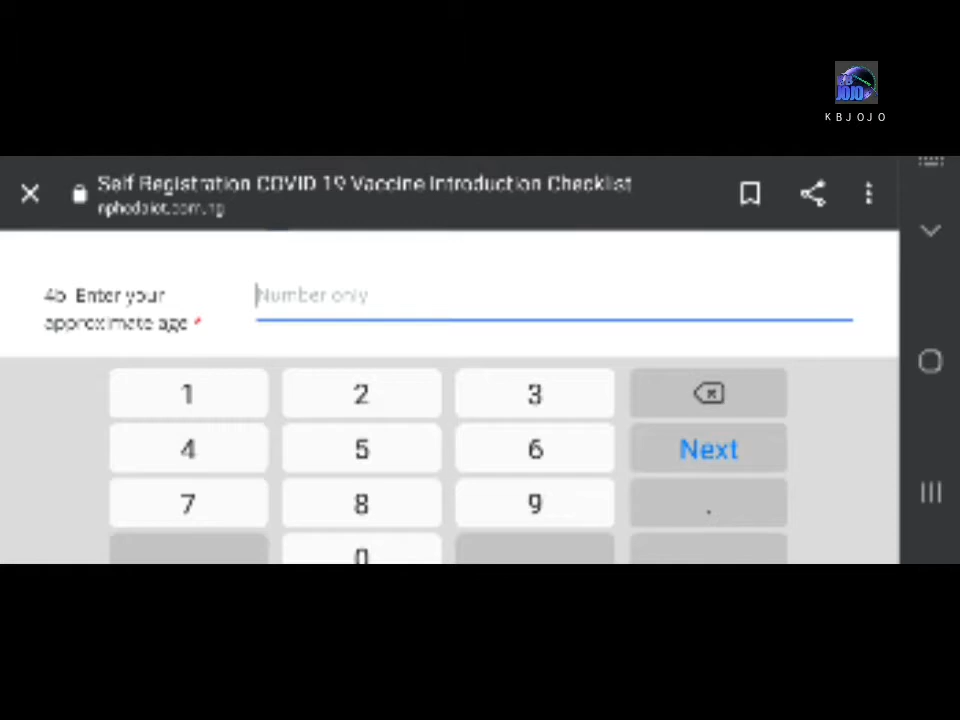 JOJO
KBJOJO
Self Registration COVID 19 Vaccine Introduction Checklist
4b Enter your
approximate age *
Number only
1 2 3
4 5 6 Next
7 8 9 .
0